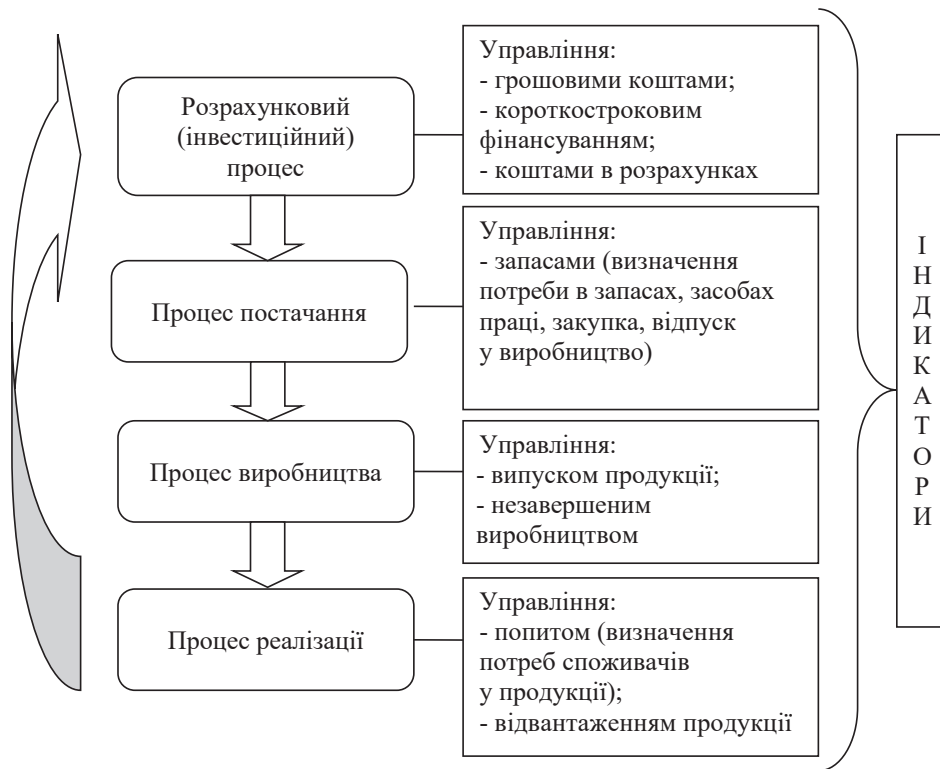 Розрахунковий
(інвестиційний)
процес
Управління:
- грошовими коштами;
- короткостроковим
фінансуванням;
- коштами в розрахунках
Процес постачання
Управління:
- запасами (визначення
потреби в запасах, засобах
праці, закупка, відпуск
у виробництво)
Процес виробництва
Управління:
- випуском продукції;
- незавершеним
виробництвом
Процес реалізації
Управління:
- попитом (визначення
потреб споживачів
у продукції);
- відвантаженням продукції
І
Н
Д
И
К
А
Т
О
Р
И